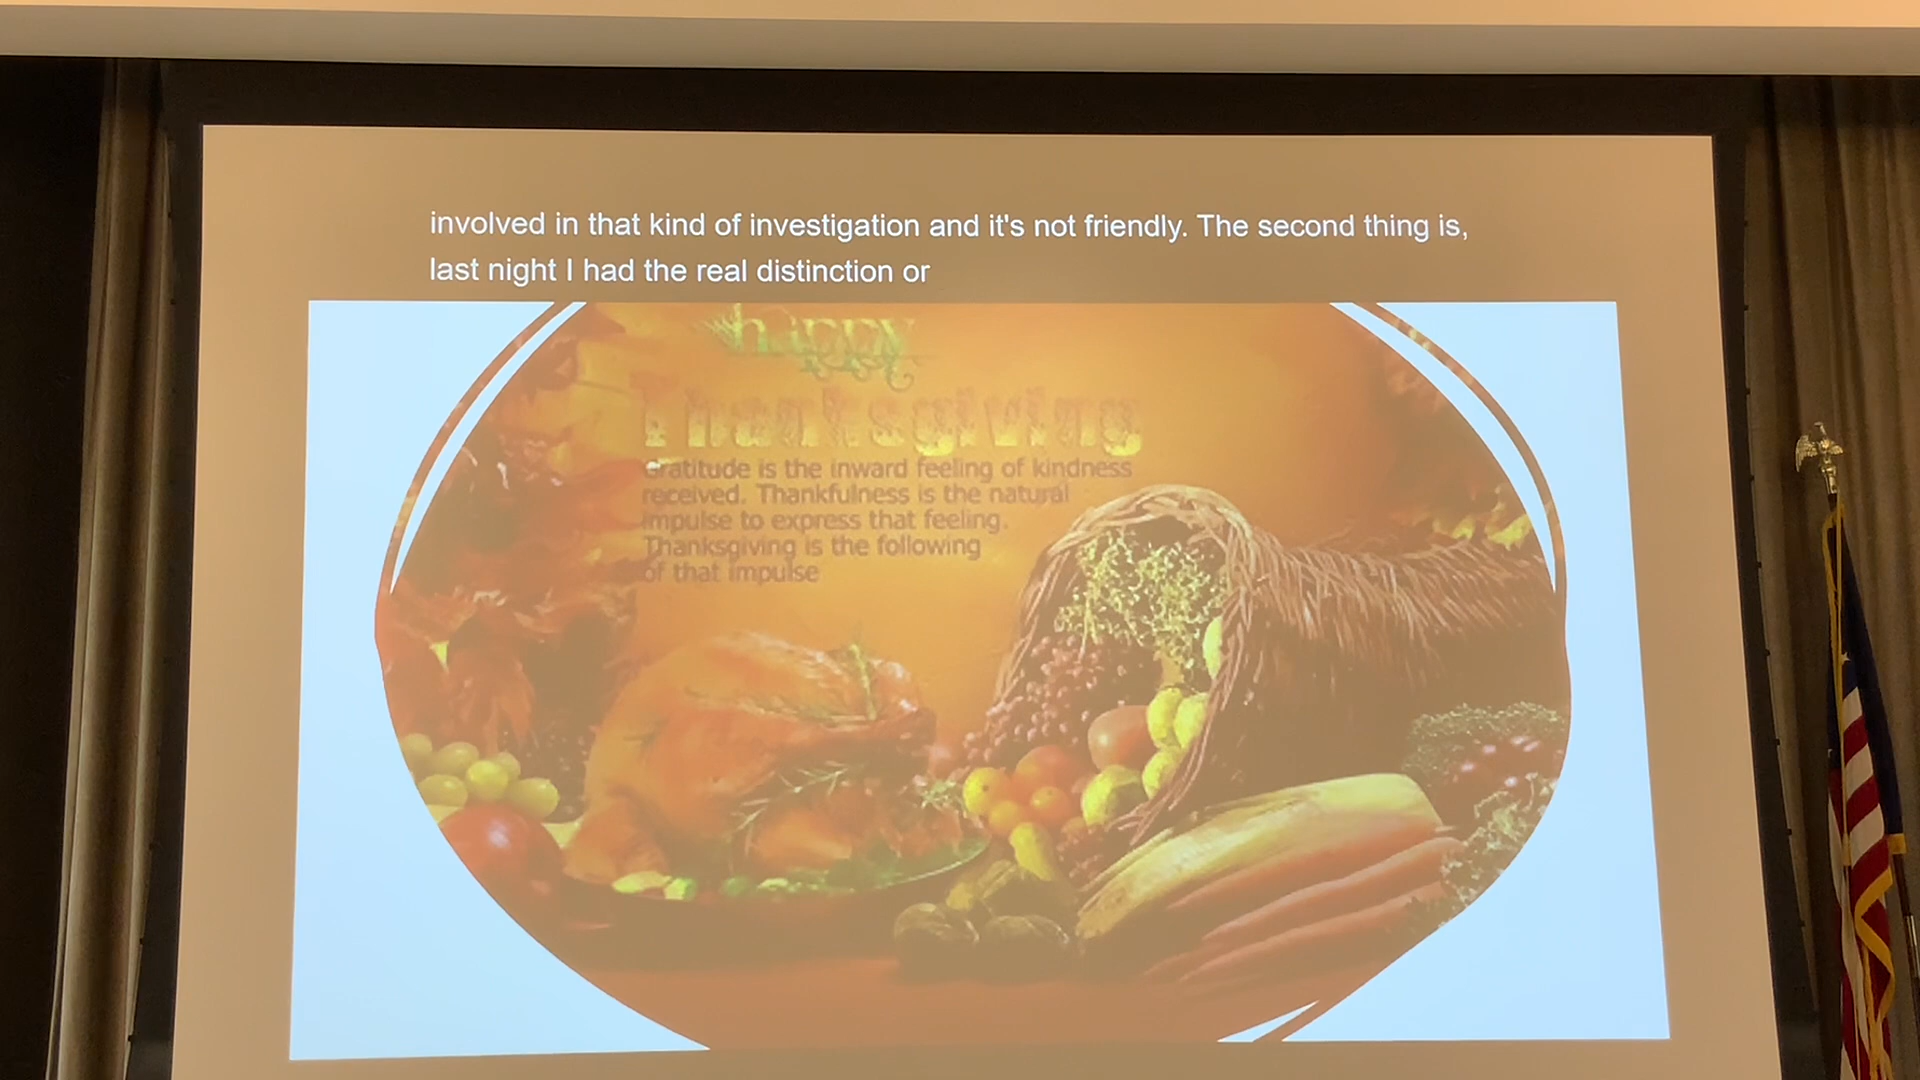 involved in that kind of investigation and it's not friendly. The second thing is,
last night I had the real distinction or
happy
Thanksgiving
Gratitude is the inward feeling of kindness
received. Thankfulness is the natural
impulse to express that feeling.
Thanksgiving is the following
of that impulse